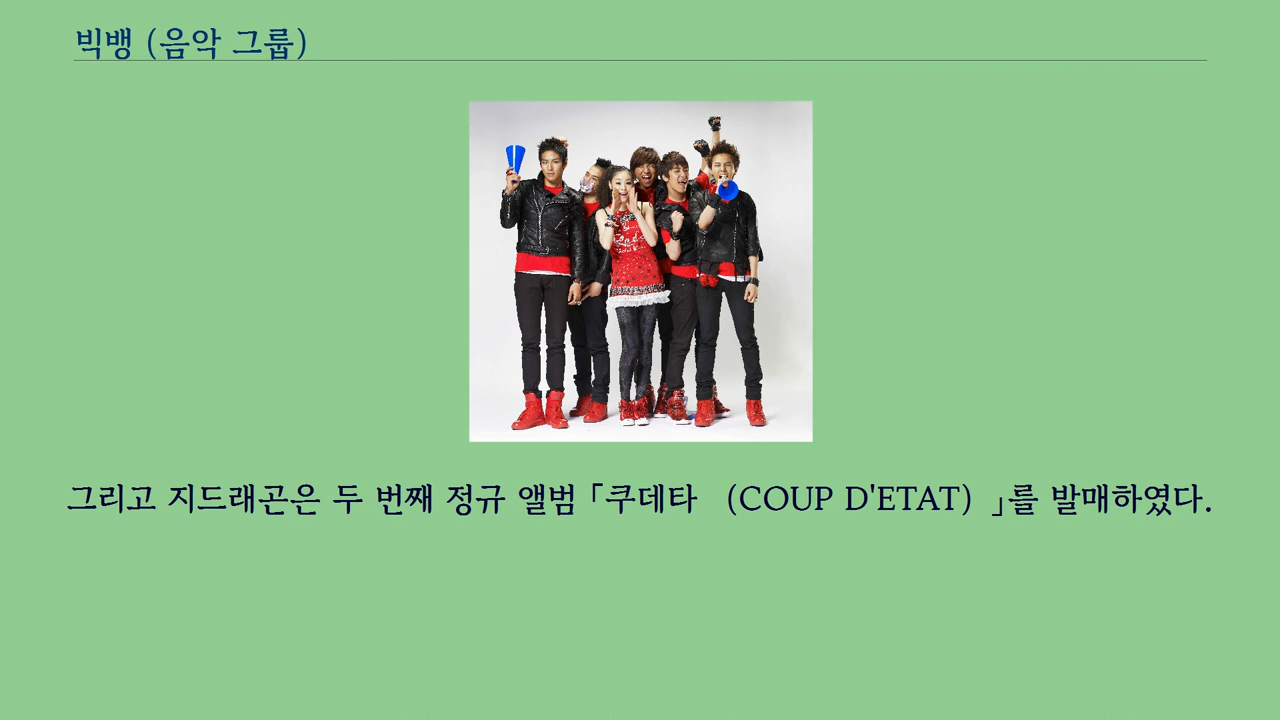 빅뱅 (음악 그룹)
그리고 지드래곤은 두 번째 정규 앨범 ｢쿠데타 （COUP D'ETAT）｣를 발매하였다.